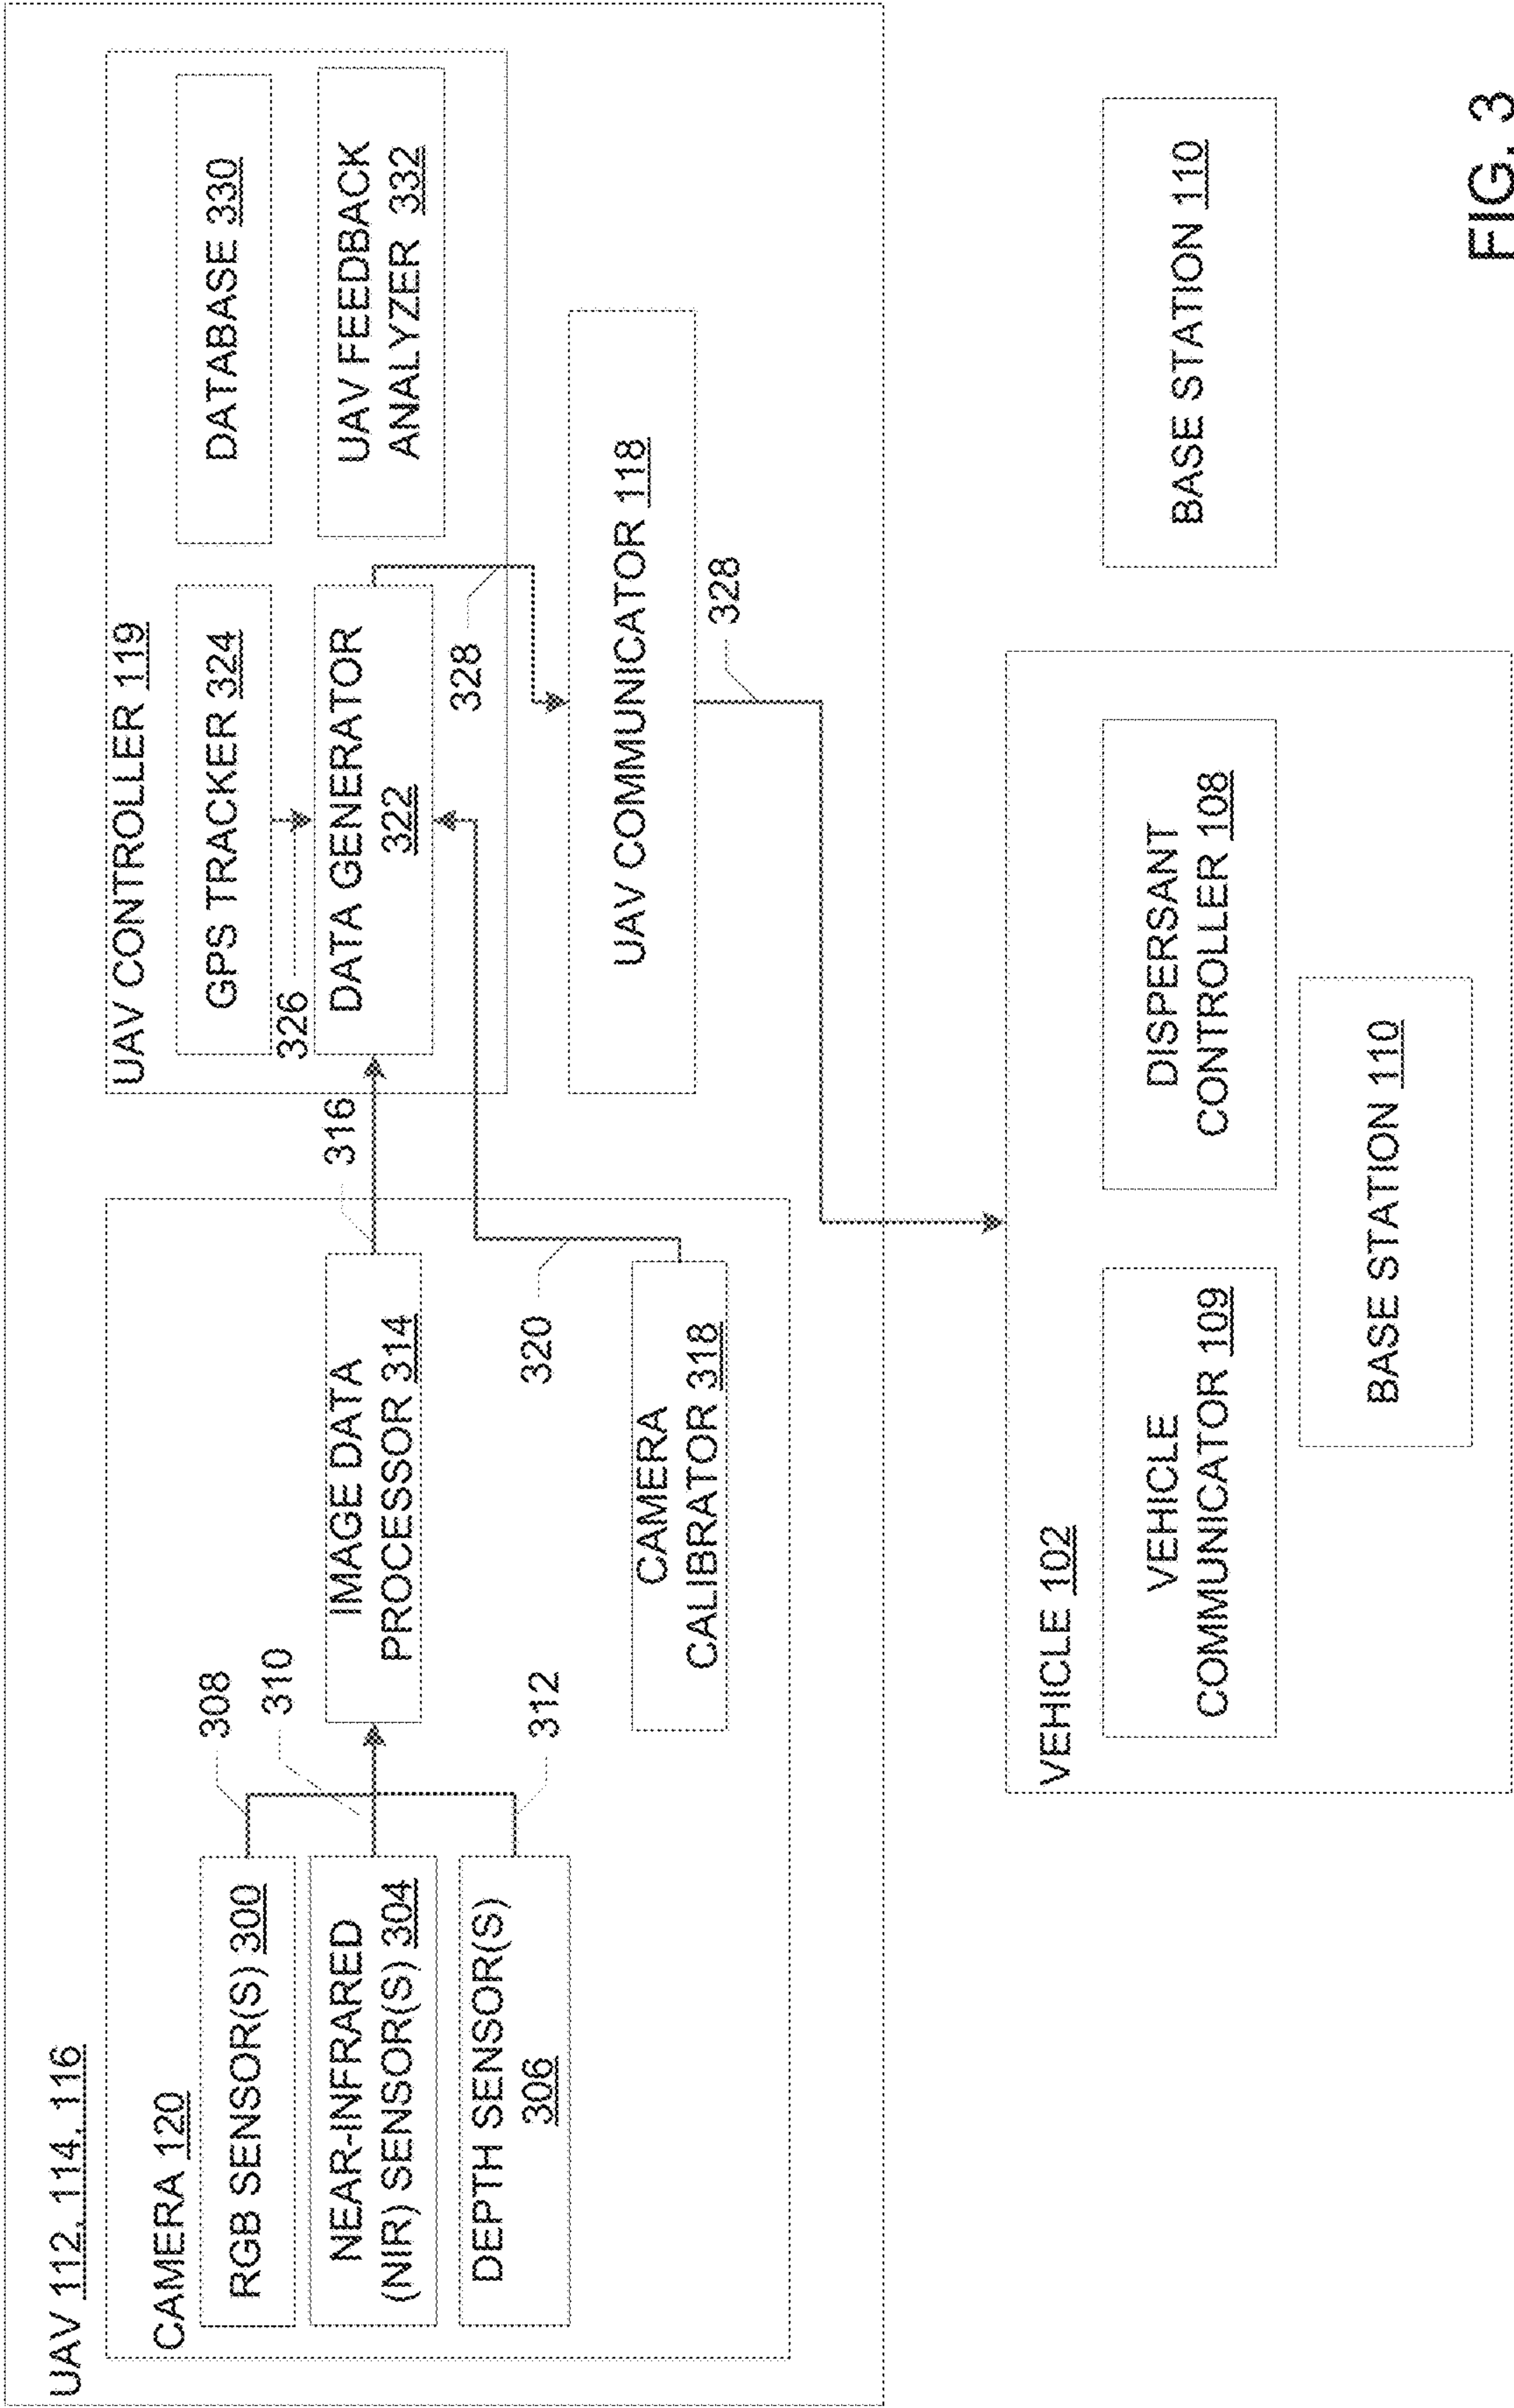 UAV 112, 114, 116
CAMERA 120
RGB SENSOR(S) 300
NEAR-INFRARED
(NIR) SENSOR(S) 304
DEPTH SENSOR(S)
306
308
310
312
IMAGE DATA
PROCESSOR 314
316
CAMERA
CALIBRATOR 318
320
UAV CONTROLLER 119
GPS TRACKER 324
326
DATA GENERATOR
322
328
DATABASE 330
UAV FEEDBACK
ANALYZER 332
UAV COMMUNICATOR 118
328
VEHICLE 102
VEHICLE
COMMUNICATOR 109
DISPERSANT
CONTROLLER 108
BASE STATION 110
BASE STATION 110
FIG. 3